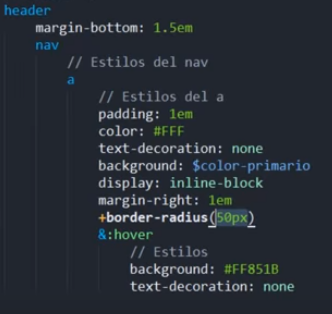 header
margin-bottom: 1.5em
nav
// Estilos del nav
a
// Estilos del a
padding: 1em
color: #FFF
text-decoration: none
background: $color-primario
display: inline-block
margin-right: 1em
+border-radius(50px)
&:hover
// Estilos
background: #FF851B
text-decoration: none